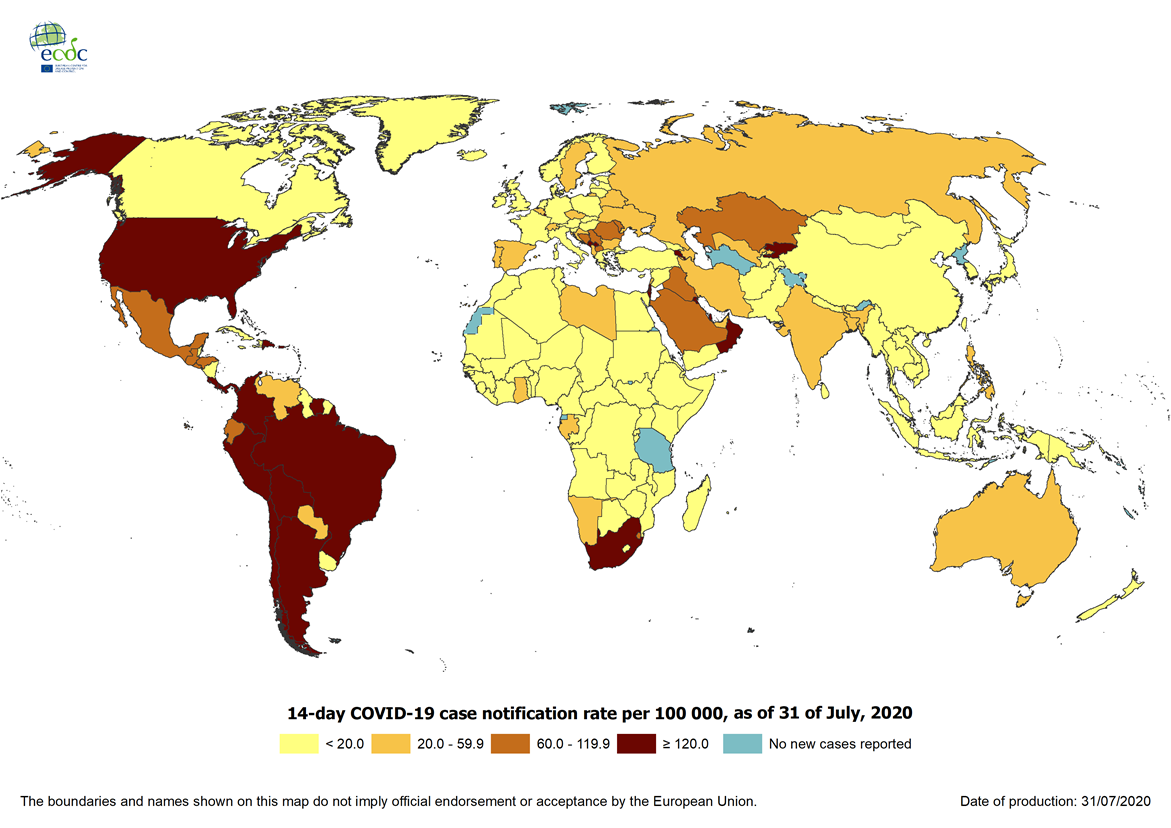 ecdc
14-day COVID-19 case notification rate per 100 000, as of 31 of July, 2020
< 20.0 20.0 - 59.9 60.0 - 119.9 ≥ 120.0 No new cases reported
The boundaries and names shown on this map do not imply official endorsement or acceptance by the European Union. Date of production: 31/07/2020